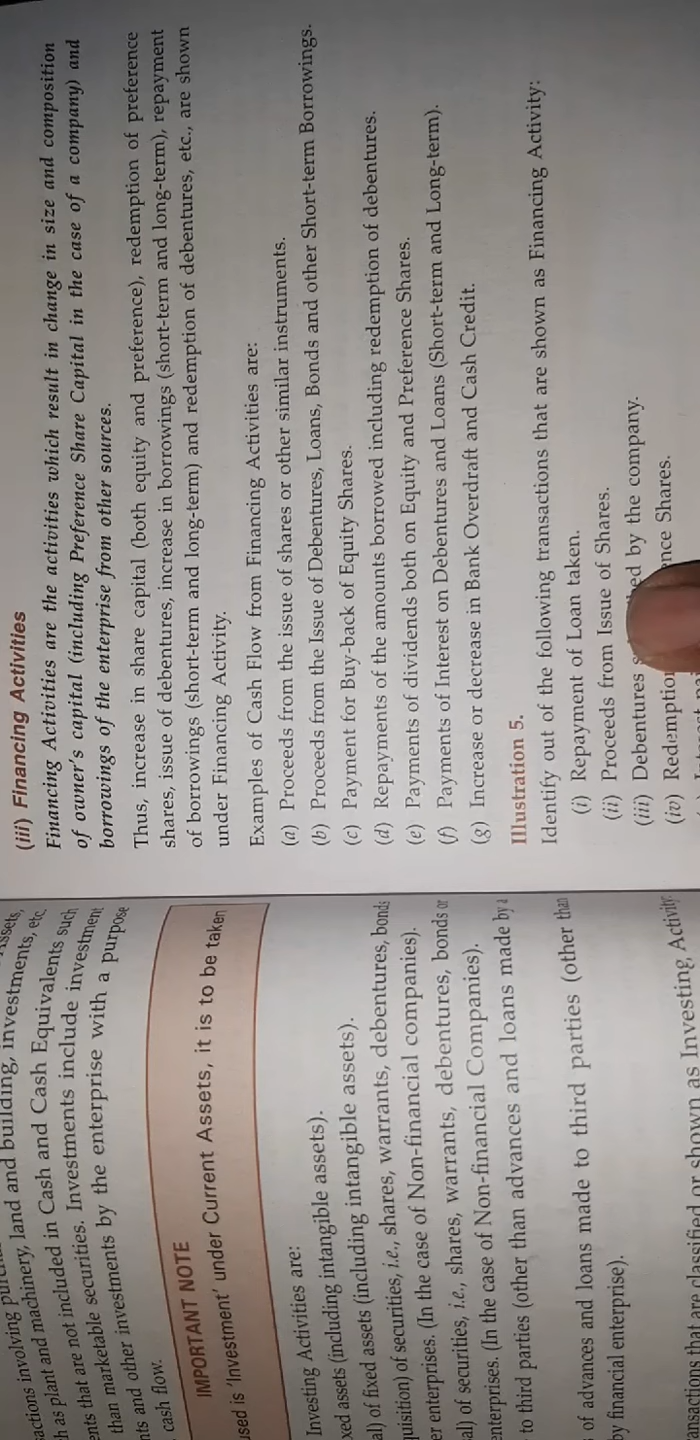 actions involving
h as plant and machinery, land and building, investments, etc.
ents that are not included in Cash and Cash Equivalents such
than marketable securities. Investments include investment
nts and other investments by the enterprise with a purpose
cash flow.
IMPORTANT NOTE
used is 'Investment' under Current Assets, it is to be taken
Investing Activities are:
xed assets (including intangible assets).
al) of fixed assets (including intangible assets).
quisition) of securities, i.e., shares, warrants, debentures, bonds
er enterprises. (In the case of Non-financial companies).
al) of securities, i.e., shares, warrants, debentures, bonds or
enterprises. (In the case of Non-financial Companies).
to third parties (other than advances and loans made by a
of advances and loans made to third parties (other than
by financial enterprise).
ansactions that are classified or shown as Investing Activity
(iii) Financing Activities
Financing Activities are the activities which result in change in size and composition
of owner's capital (including Preference Share Capital in the case of a company) and
borrowings of the enterprise from other sources.
Thus, increase in share capital (both equity and preference), redemption of preference
shares, issue of debentures, increase in borrowings (short-term and long-term), repayment
of borrowings (short-term and long-term) and redemption of debentures, etc., are shown
under Financing Activity.
Examples of Cash Flow from Financing Activities are:
(a) Proceeds from the issue of shares or other similar instruments.
(b) Proceeds from the Issue of Debentures, Loans, Bonds and other Short-term Borrowings.
(c) Payment for Buy-back of Equity Shares.
(d) Repayments of the amounts borrowed including redemption of debentures.
(e) Payments of dividends both on Equity and Preference Shares.
(f) Payments of Interest on Debentures and Loans (Short-term and Long-term).
(g) Increase or decrease in Bank Overdraft and Cash Credit.
Illustration 5.
Identify out of the following transactions that are shown as Financing Activity:
(i) Repayment of Loan taken.
(ii) Proceeds from Issue of Shares.
(iii) Debentures s ed by the company.
(iv) Redemption nce Shares.